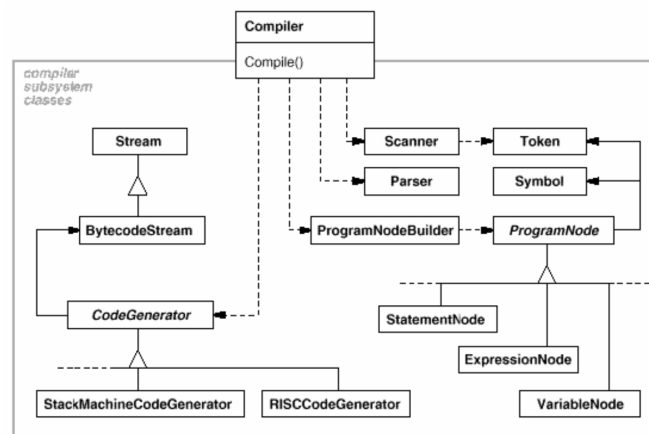 Compiler
Compile()
compiler
subsystem
classes
Stream
Scanner
Token
Parser
Symbol
BytecodeStream
ProgramNodeBuilder
ProgramNode
CodeGenerator
StatementNode
ExpressionNode
StackMachineCodeGenerator
RISCCodeGenerator
VariableNode